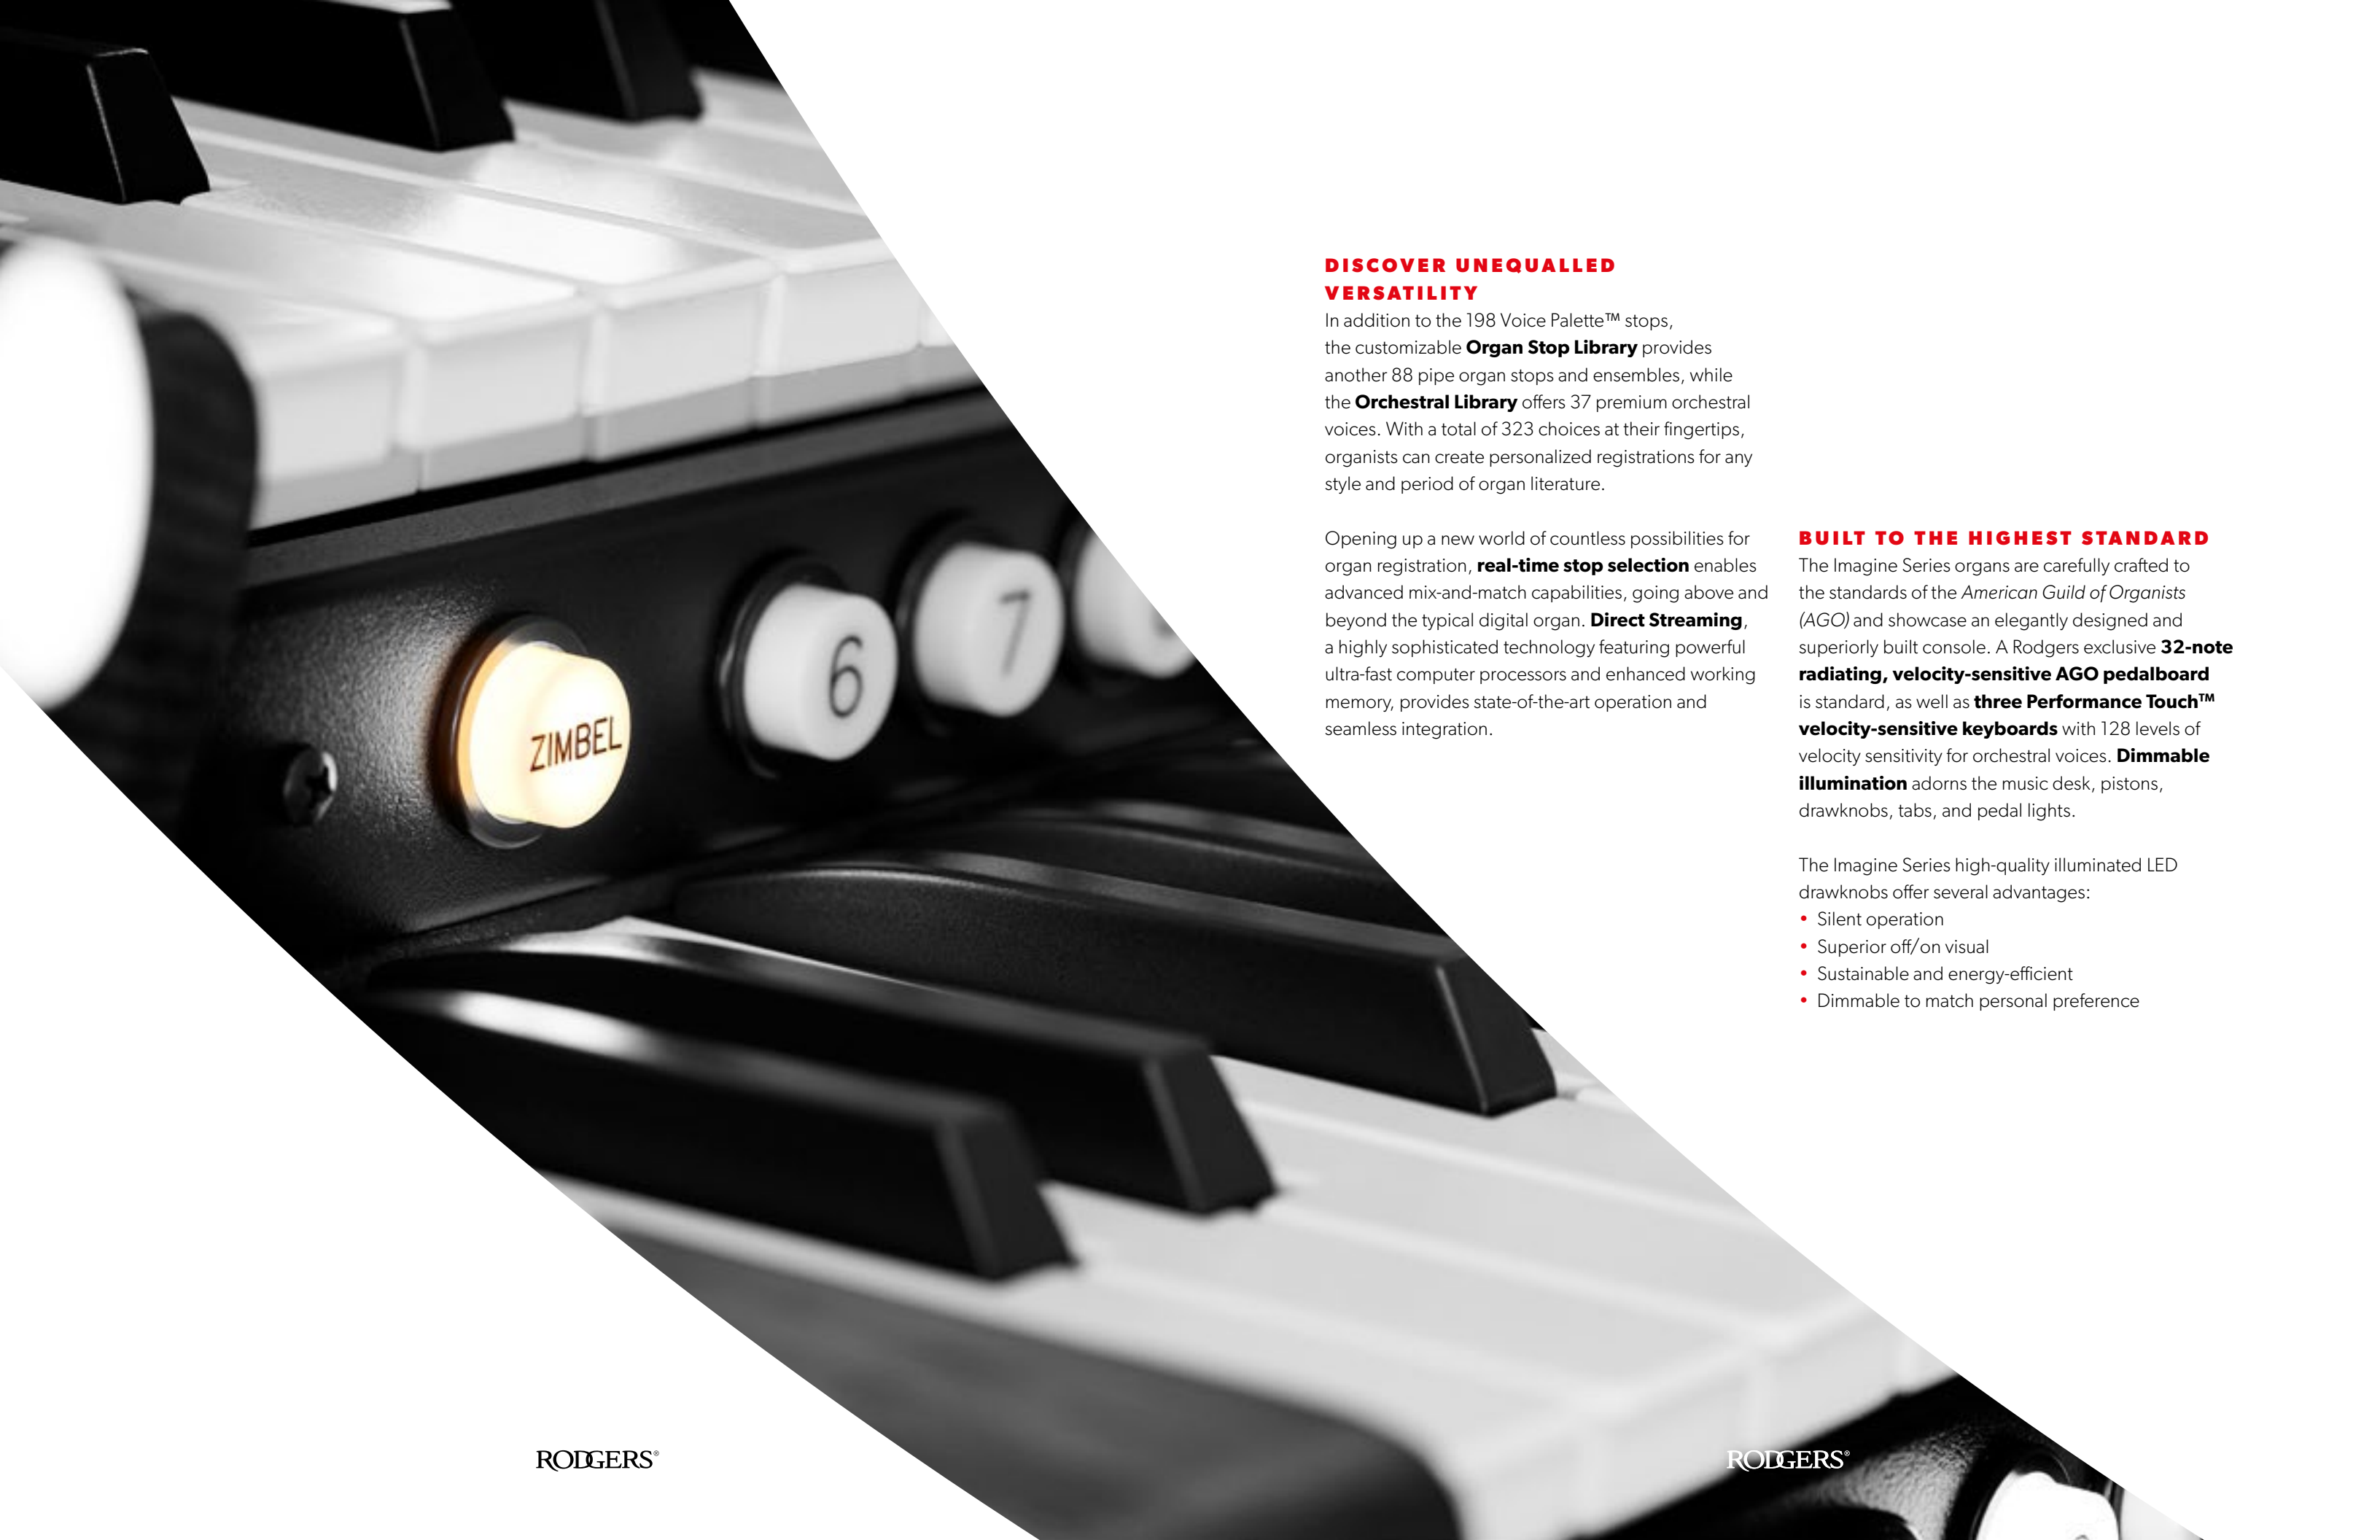 ZIMBEL
6
7
DISCOVER UNEQUALLED
VERSATILITY
In addition to the 198 Voice Palette™ stops,
the customizable Organ Stop Library provides
another 88 pipe organ stops and ensembles, while
the Orchestral Library offers 37 premium orchestral
voices. With a total of 323 choices at their fingertips,
organists can create personalized registrations for any
style and period of organ literature.
Opening up a new world of countless possibilities for
organ registration, real-time stop selection enables
advanced mix-and-match capabilities, going above and
beyond the typical digital organ. Direct Streaming,
a highly sophisticated technology featuring powerful
ultra-fast computer processors and enhanced working
memory, provides state-of-the-art operation and
seamless integration.
BUILT TO THE HIGHEST STANDARD
The Imagine Series organs are carefully crafted to
the standards of the American Guild of Organists
(AGO) and showcase an elegantly designed and
superiorly built console. A Rodgers exclusive 32-note
radiating, velocity-sensitive AGO pedalboard
is standard, as well as three Performance Touch™
velocity-sensitive keyboards with 128 levels of
velocity sensitivity for orchestral voices. Dimmable
illumination adorns the music desk, pistons,
drawknobs, tabs, and pedal lights.
The Imagine Series high-quality illuminated LED
drawknobs offer several advantages:
• Silent operation
• Superior off/on visual
• Sustainable and energy-efficient
• Dimmable to match personal preference
RODGERS®
RODGERS®